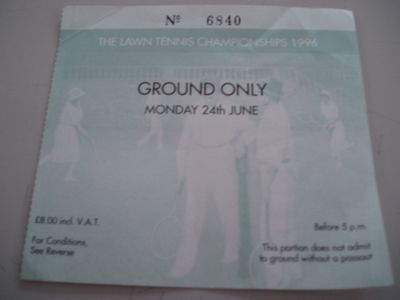 Nº 6840
THE LAWN TENNIS CHAMPIONSHIPS 1996
GROUND ONLY
MONDAY 24th JUNE
£8.00 incl. V.A.T.
Before 5 p.m.
For Conditions,
See Reverse
This portion does not admit
to ground without a passout